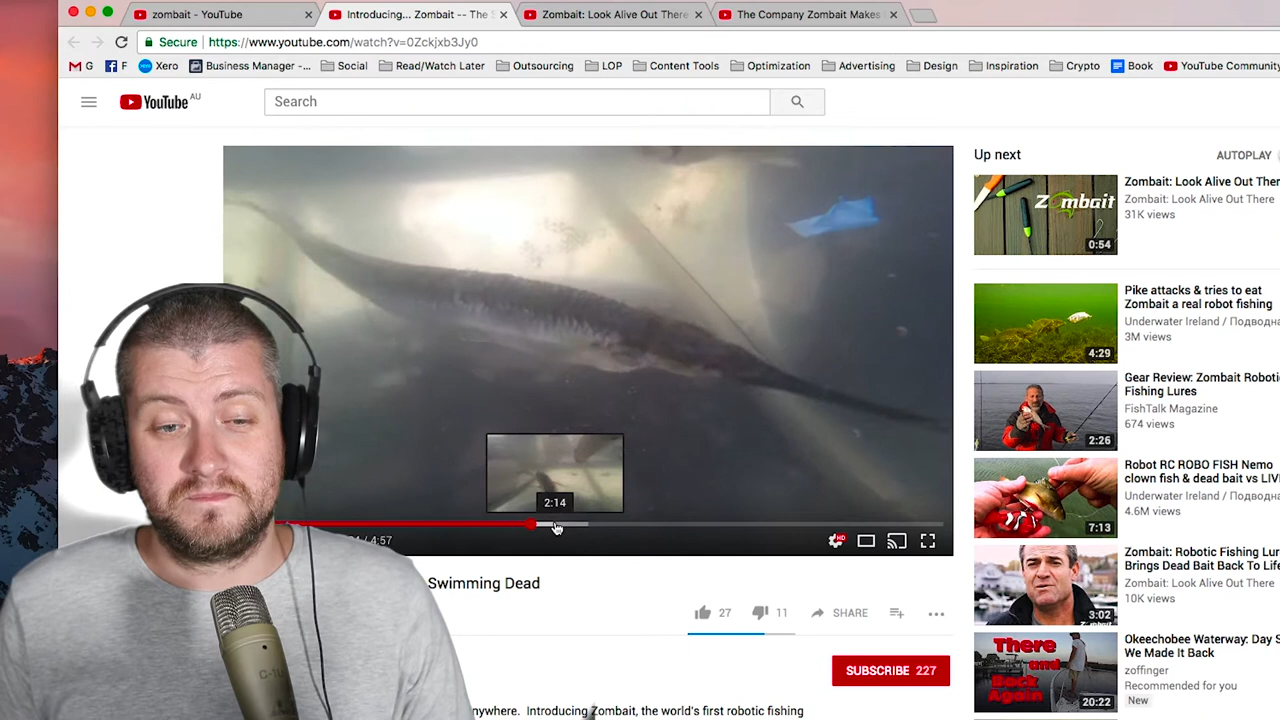 zombait - YouTube
Introducing... Zombait -- The S
Zombait: Look Alive Out There
The Company Zombait Makes
Secure
https://www.youtube.com/watch?v=0Zckjxb3Jy0
G
F
Xero
Business Manager -...
Social
Read/Watch Later
Outsourcing
LOP
Content Tools
Optimization
Advertising
Design
Inspiration
Crypto
Book
YouTube Community
YouTube AU
Search
Up next
AUTOPLAY
Zombait
0:54
Zombait: Look Alive Out Ther
Zombait: Look Alive Out There
31K views
4:29
Pike attacks & tries to eat
Zombait a real robot fishing
Underwater Ireland / Подводна
3M views
2:26
Gear Review: Zombait Robotic
Fishing Lures
FishTalk Magazine
674 views
7:13
Robot RC ROBO FISH Nemo
clown fish & dead bait vs LIVE
Underwater Ireland / Подводна
4.6M views
3:02
Zombait: Robotic Fishing Lur
Brings Dead Bait Back To Life
Zombait: Look Alive Out There
10K views
There
and
Back
Again
20:22
Okeechobee Waterway: Day S
We Made It Back
zoffinger
Recommended for you
New
2:14
/ 4:57
HD
Swimming Dead
27
11
SHARE
SUBSCRIBE 227
nywhere. Introducing Zombait, the world's first robotic fishing
C-1U